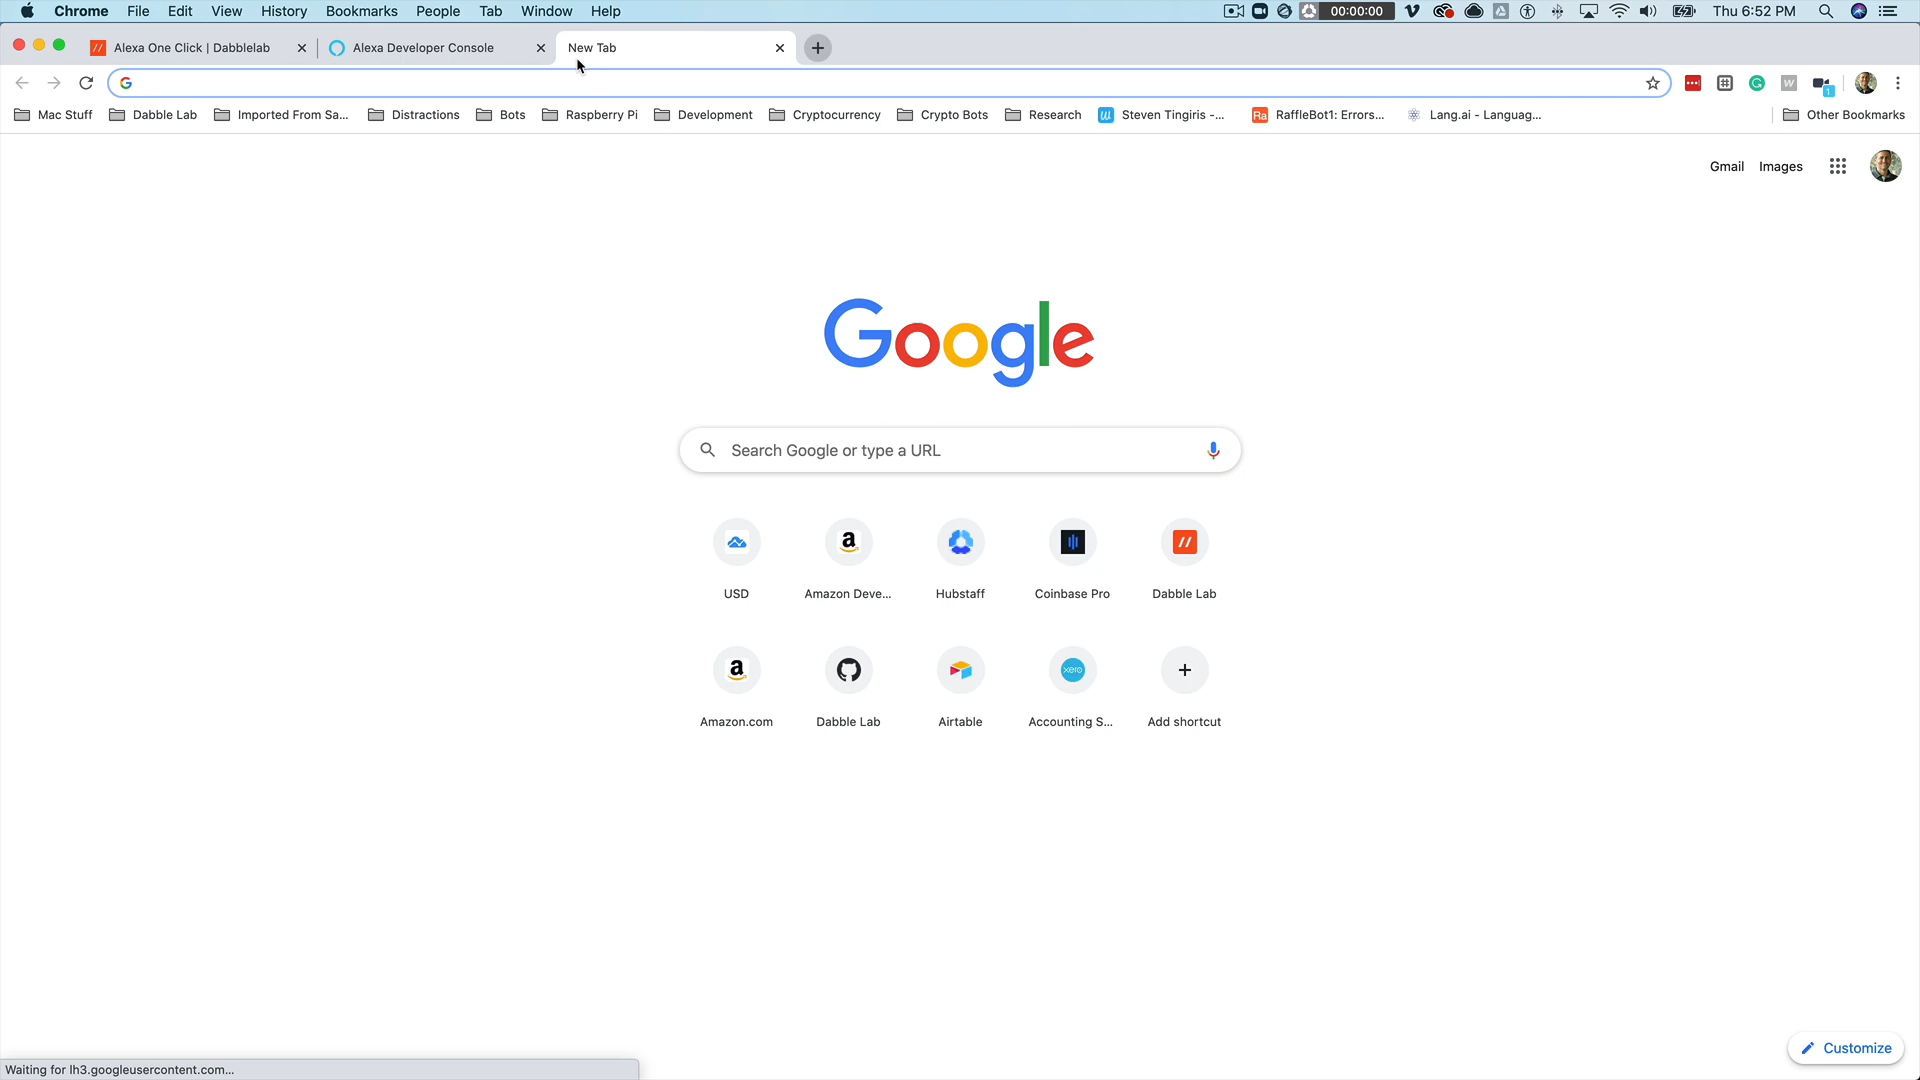 Chrome File Edit View History Bookmarks People Tab Window Help 00:00:00 Thu 6:52 PM
Alexa One Click | Dabblelab Alexa Developer Console New Tab
Mac Stuff Dabble Lab Imported From Sa... Distractions Bots Raspberry Pi Development Cryptocurrency Crypto Bots Research Steven Tingiris -... Ra RaffleBot1: Errors... Lang.ai - Languag... Other Bookmarks
Gmail Images
Google
Search Google or type a URL
USD Amazon Deve... Hubstaff Coinbase Pro Dabble Lab
xero
Amazon.com Dabble Lab Airtable Accounting S... Add shortcut
Customize
Waiting for lh3.googleusercontent.com...